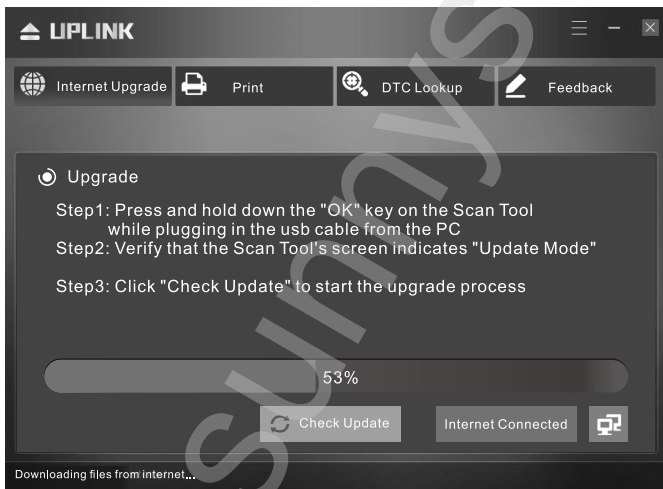 UPLINK
Internet Upgrade Print DTC Lookup Feedback
Upgrade
Step1: Press and hold down the "OK" key on the Scan Tool
while plugging in the usb cable from the PC
Step2: Verify that the Scan Tool's screen indicates "Update Mode"
Step3: Click "Check Update" to start the upgrade process
53%
Check Update Internet Connected
Downloading files from internet...
sunnys